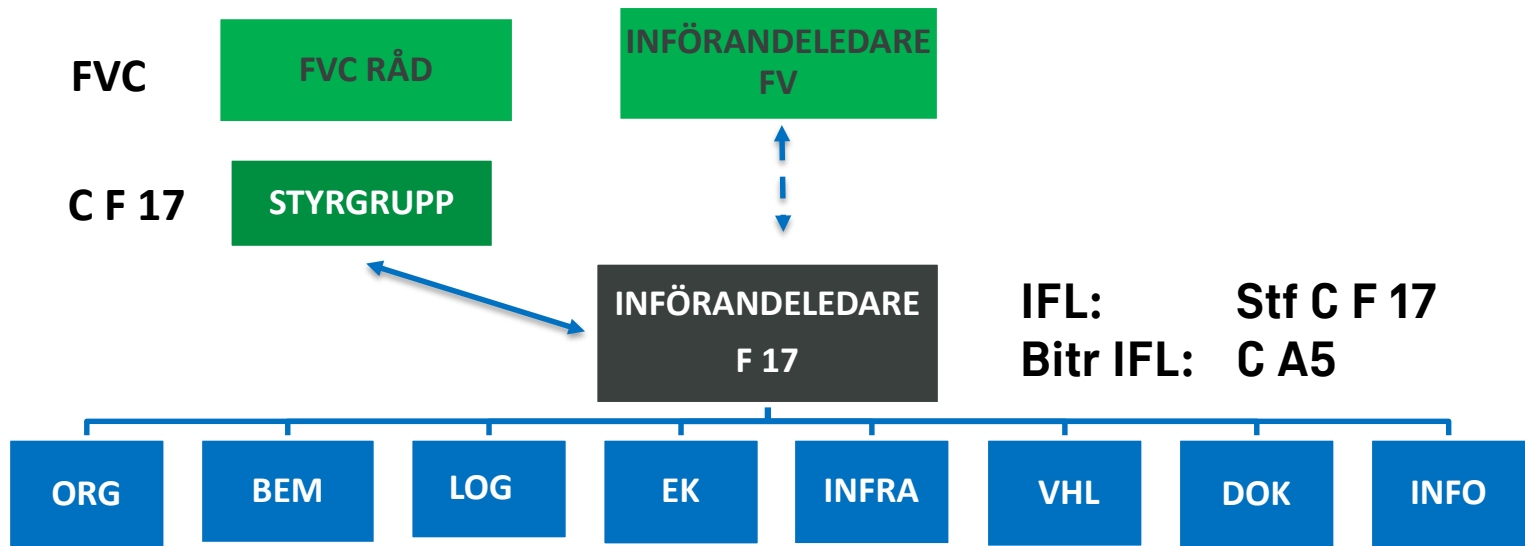 FVC
FVC RÅD
INFÖRANDELEDARE
FV
C F 17
STYRGRUPP
INFÖRANDELEDARE
F 17
IFL: Stf C F 17
Bitr IFL: C A5
ORG
BEM
LOG
EK
INFRA
VHL
DOK
INFO